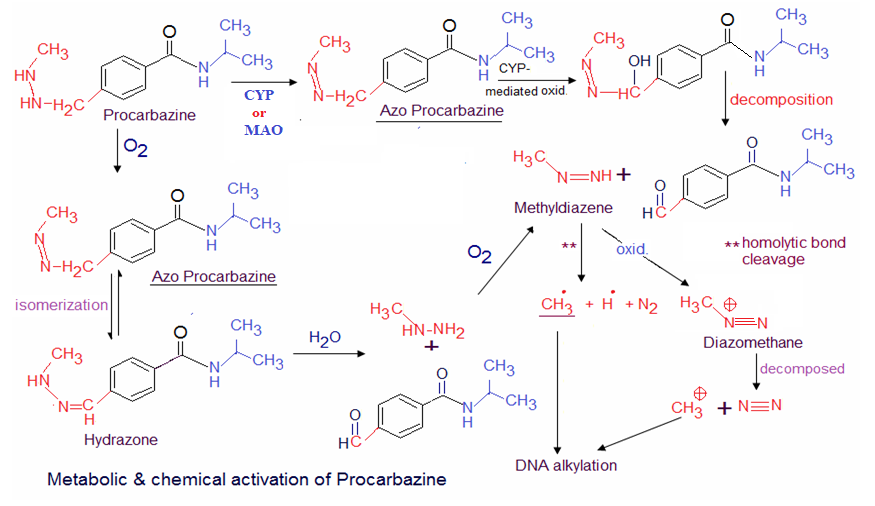 CH3
HN
HN
H2C
O
N
H
CH3
CH3
Procarbazine
CYP
or
MAO
CH3
N
N
H2C
O
N
H
CH3
CH3
Azo Procarbazine
CYP-
mediated oxid.
CH3
N
N
OH
HC
O
N
H
CH3
CH3
decomposition
O2
CH3
N
N
H2C
O
N
H
CH3
CH3
Azo Procarbazine
isomerization
H3C
N
NH
+
Methyldiazene
O
HC
O
N
H
CH3
CH3
** homolytic bond
cleavage
O2
**
oxid.
CH3 + H + N2
H3C
N
N
Diazomethane
decomposed
CH3
+
N
N
DNA alkylation
CH3
HN
N
C
H
O
N
H
CH3
CH3
Hydrazone
H2O
H3C
HN-NH2
+
O
HC
O
N
H
CH3
CH3
Metabolic & chemical activation of Procarbazine